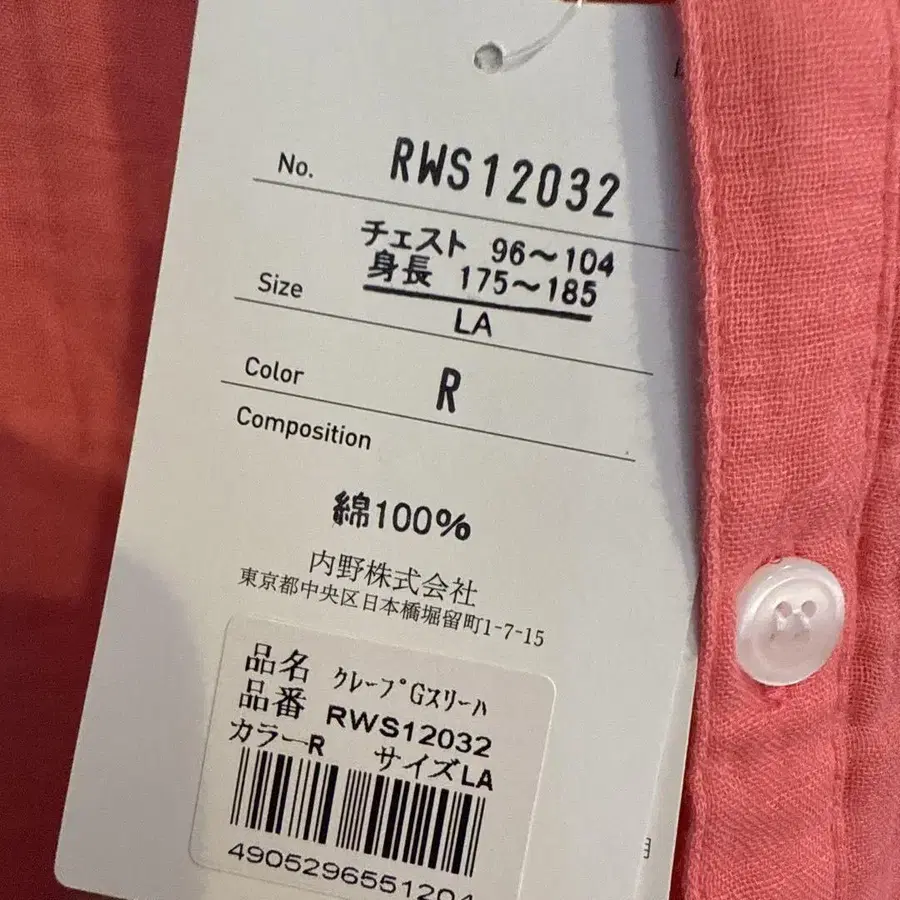 No. RWS12032
チェスト 96～104
身長 175～185
Size
LA
Color R
Composition
綿100%
内野株式会社
東京都中央区日本橋堀留町1-7-15
品名 クレープGスリーハ
品番 RWS12032
カラーR サイズLA
4905296551204